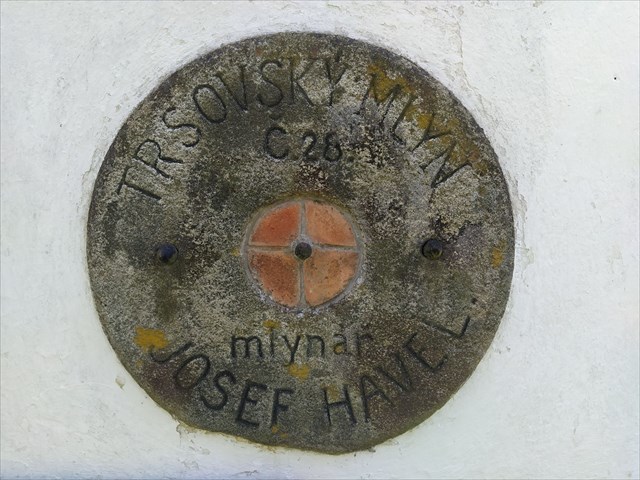 TRSOVSKÝ MLÝN
Č 28
mlynář
JOSEF HAVEL.